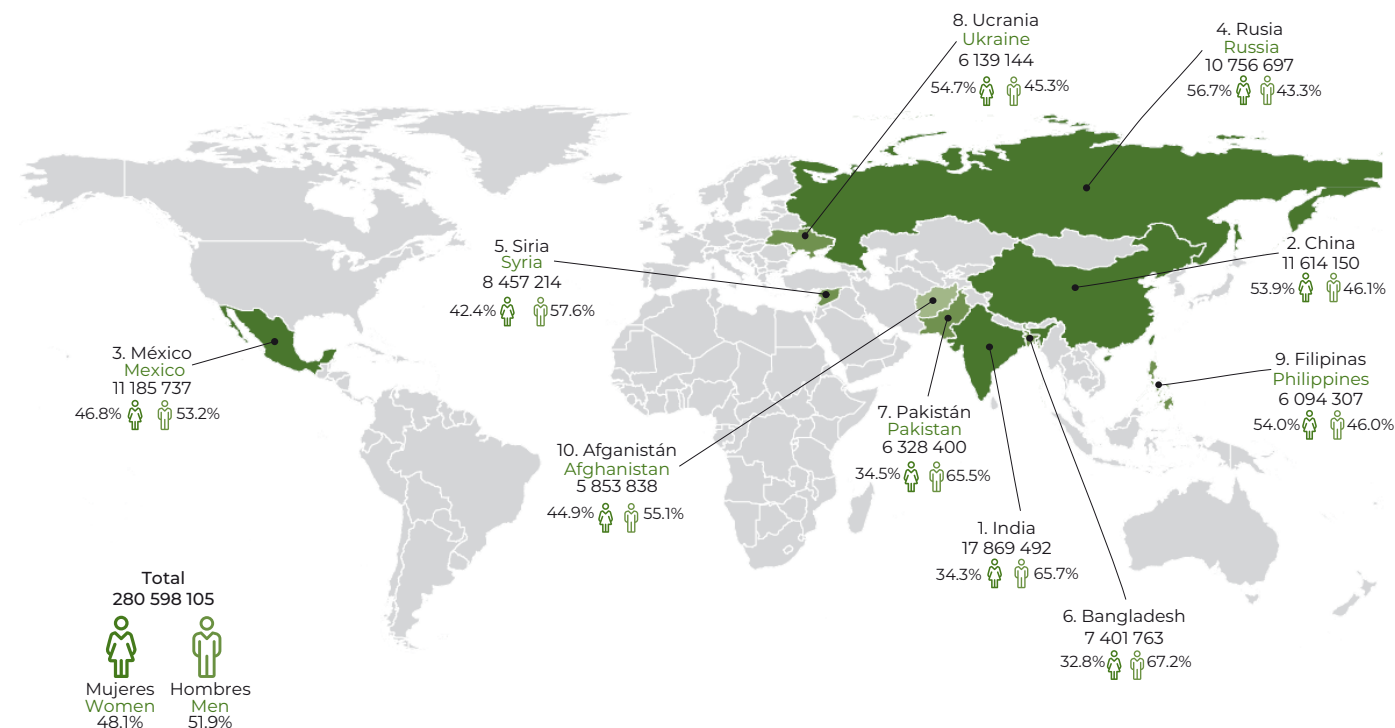 8. Ucrania
Ukraine
6 139 144
54.7% 45.3%
4. Rusia
Russia
10 756 697
56.7% 43.3%
5. Siria
Syria
8 457 214
42.4% 57.6%
2. China
11 614 150
53.9% 46.1%
3. México
Mexico
11 185 737
46.8% 53.2%
9. Filipinas
Philippines
6 094 307
54.0% 46.0%
7. Pakistán
Pakistan
6 328 400
34.5% 65.5%
10. Afganistán
Afghanistan
5 853 838
44.9% 55.1%
1. India
17 869 492
34.3% 65.7%
6. Bangladesh
7 401 763
32.8% 67.2%
Total
280 598 105
Mujeres Hombres
Women Men
48.1% 51.9%